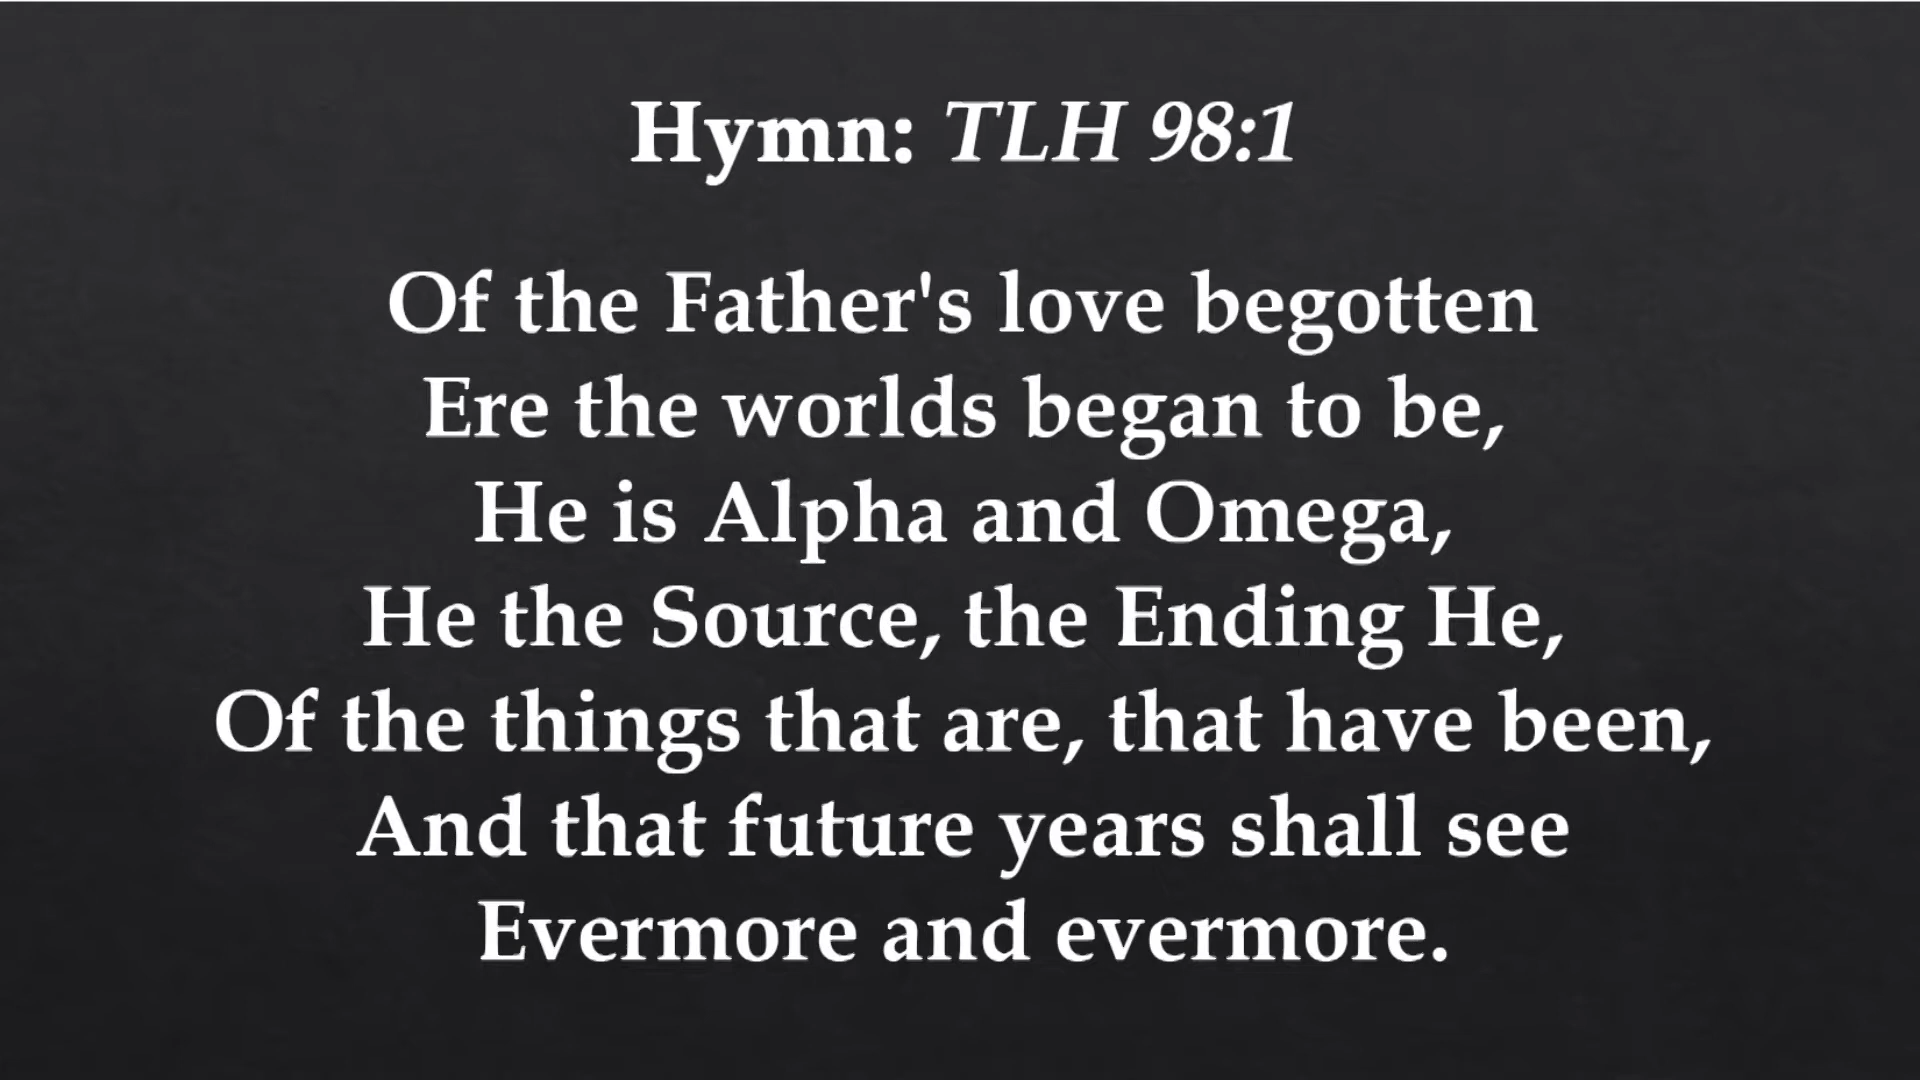 Hymn: TLH 98:1
Of the Father's love begotten
Ere the worlds began to be,
He is Alpha and Omega,
He the Source, the Ending He,
Of the things that are, that have been,
And that future years shall see
Evermore and evermore.